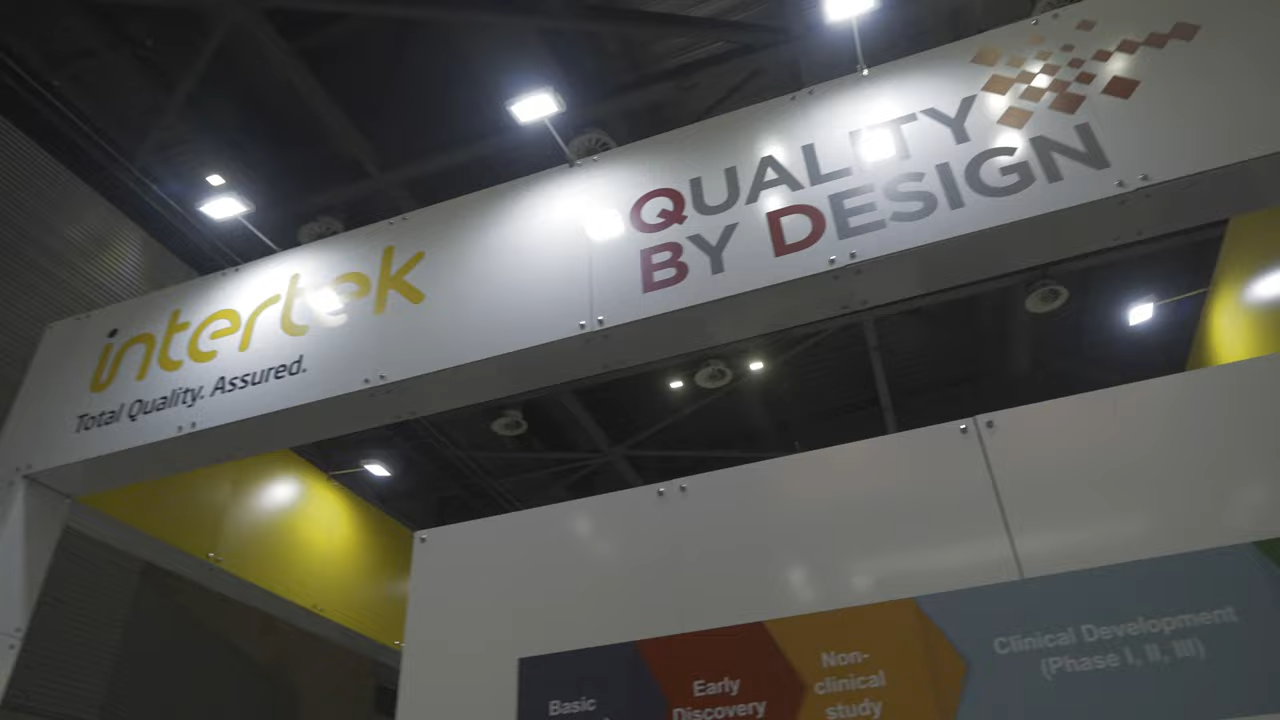 intertek
Total Quality. Assured.
QUALITY
BY DESIGN
Basic
Early
Discovery
Non-
clinical
study
Clinical Development
(Phase I, II, III)